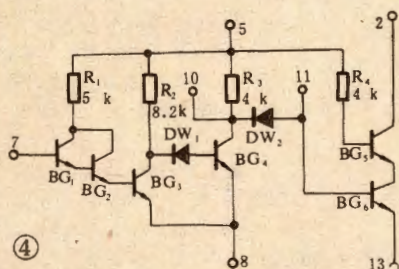 5
2
R₁
5 k
R₂
8.2k
10
R₃
4 k
11
R₄
4 k
DW₁
DW₂
7
BG₁
BG₂
BG₃
BG₄
BG₅
BG₆
④
8
13